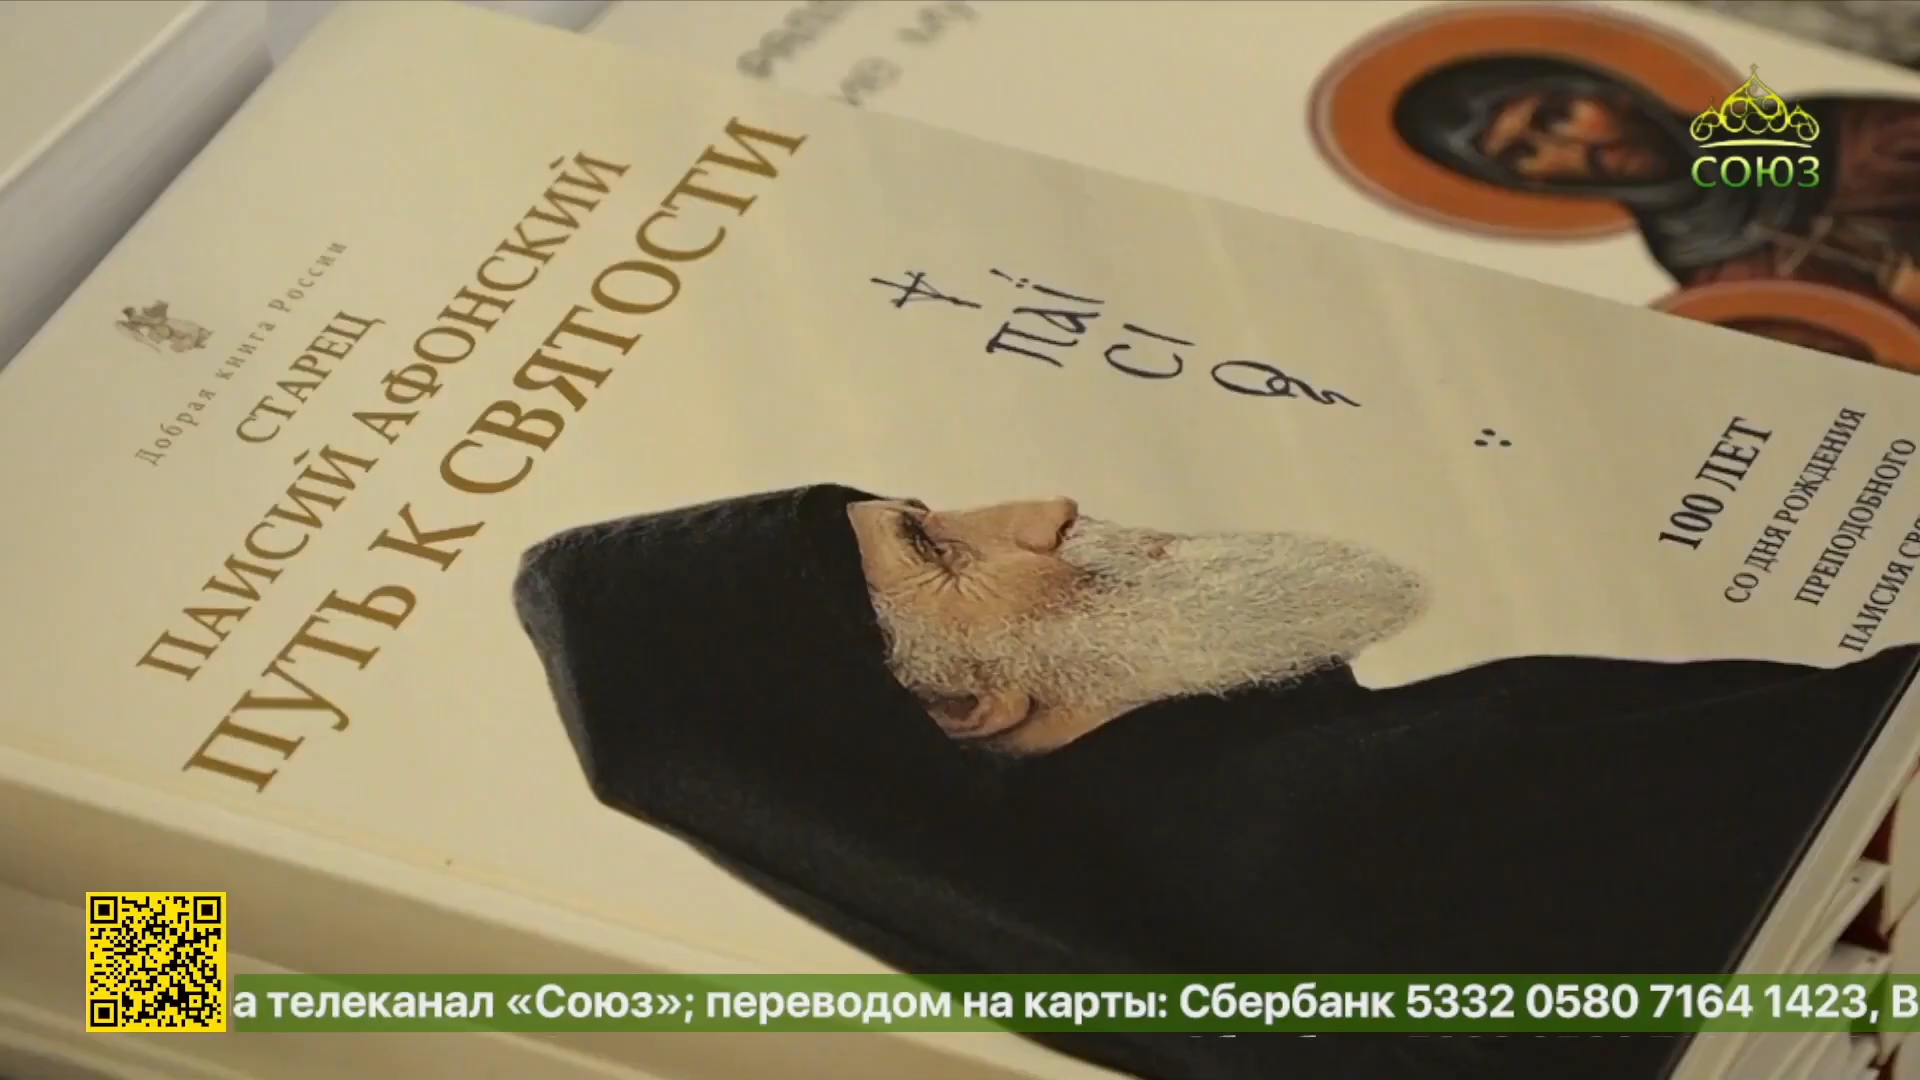 Добрая книга России
СТАРЕЦ
ПАИСИЙ АФОНСКИЙ
ПУТЬ К СВЯТОСТИ
ПАΪ
СІ
100 ЛЕТ
СО ДНЯ РОЖДЕНИЯ
ПРЕПОДОБНОГО
ПАИСИЯ
СОЮЗ
а телеканал «Союз»; переводом на карты: Сбербанк 5332 0580 7164 1423, В